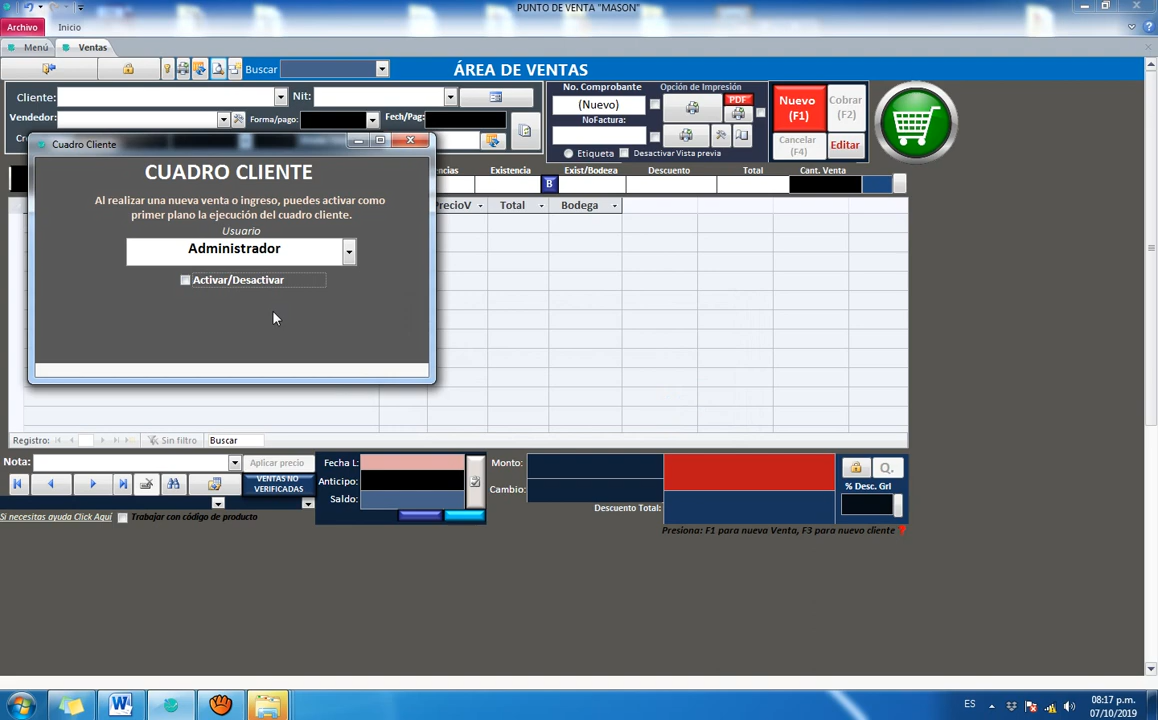 PUNTO DE VENTA "MASON"
Archivo Inicio
Menú Ventas
Buscar ÁREA DE VENTAS
Cliente: Nit:
Vendedor: Forma/pago: Fech/Pag:
No. Comprobante Opción de Impresión
(Nuevo) PDF
NoFactura:
Etiqueta Desactivar Vista previa
Nuevo (F1)
Cobrar (F2)
Cancelar (F4)
Editar
Cuadro Cliente
CUADRO CLIENTE
Al realizar una nueva venta o ingreso, puedes activar como
primer plano la ejecución del cuadro cliente.
Usuario
Administrador
Activar/Desactivar
encias Existencia B Exist/Bodega Descuento Total Cant. Venta
PrecioV Total Bodega
Registro: Sin filtro Buscar
Nota: Aplicar precio
VENTAS NO
VERIFICADAS
Fecha L:
Anticipo:
Saldo:
Monto:
Cambio:
Descuento Total:
Q.
% Desc. Grl
Si necesitas ayuda Click Aquí Trabajar con código de producto
Presiona: F1 para nueva Venta, F3 para nuevo cliente ?
ES 08:17 p.m.
07/10/2019